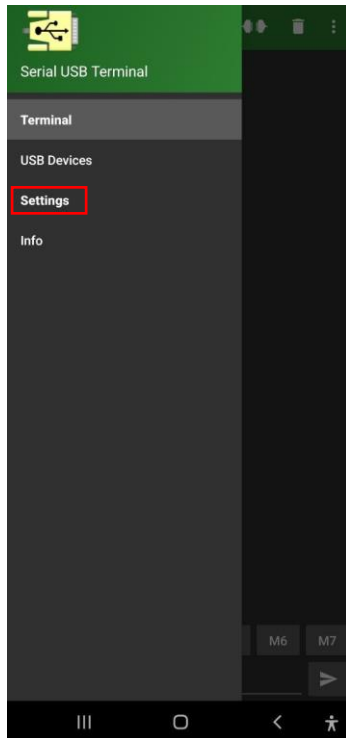 Serial USB Terminal
Terminal
USB Devices
Settings
Info
M6 M7